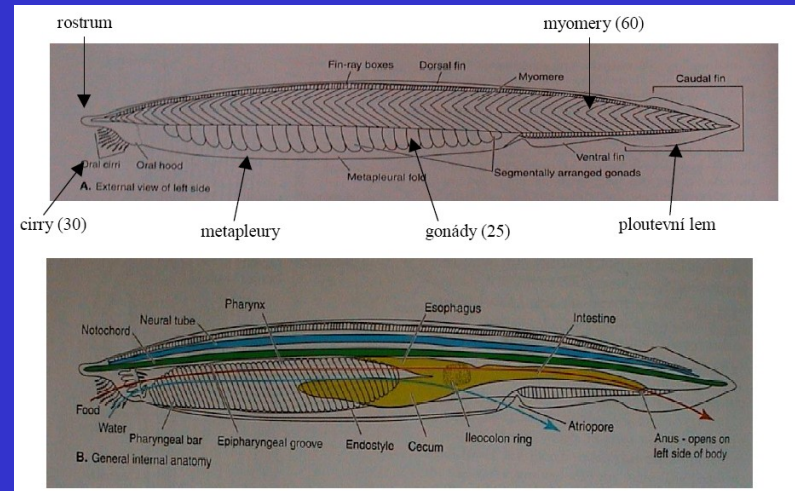 rostrum
myomery (60)
Fin-ray boxes
Dorsal fin
Myomere
Caudal fin
Oral cirri
Oral hood
Ventral fin
Metapleural fold
Segmentally arranged gonads
A. External view of left side
cirry (30)
metapleury
gonády (25)
ploutevní lem
Pharynx
Esophagus
Neural tube
Intestine
Notochord
Food
Water
Pharyngeal bar
Epipharyngeal groove
Endostyle
Cecum
Ileocolon ring
Atriopore
Anus - opens on
left side of body
B. General internal anatomy